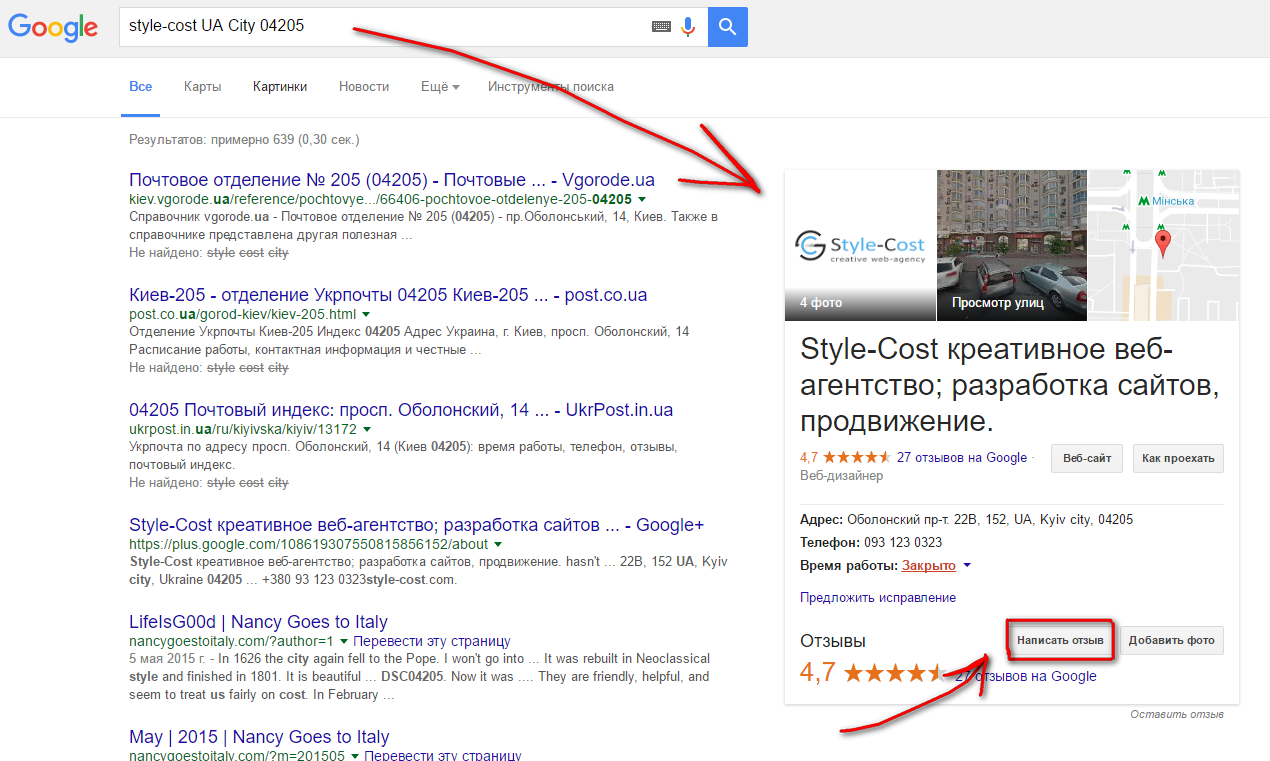 Google
style-cost UA City 04205
Все Карты Картинки Новости Ещё Инструменты поиска
Результатов: примерно 639 (0,30 сек.)
Почтовое отделение № 205 (04205) - Почтовые ... - Vgorode.ua
kiev.vgorode.ua/reference/pochtovye.../66406-pochtovoe-otdelenye-205-04205
Справочник vgorode.ua - Почтовое отделение № 205 (04205) - пр.Оболонський, 14, Киев. Также в
справочнике представлена другая полезная ...
Не найдено: style cost city
Киев-205 - отделение Укрпочты 04205 Киев-205 ... - post.co.ua
post.co.ua/gorod-kiev/kiev-205.html
Отделение Укрпочты Киев-205 Индекс 04205 Адрес Украина, г. Киев, просп. Оболонский, 14
Расписание работы, контактная информация и честные ...
Не найдено: style cost city
04205 Почтовый индекс: просп. Оболонский, 14 ... - UkrPost.in.ua
ukrpost.in.ua/ru/kiyivska/kiyiv/13172
Укрпочта по адресу просп. Оболонский, 14 (Киев 04205): время работы, телефон, отзывы,
почтовый индекс.
Не найдено: style cost city
Style-Cost креативное веб-агентство; разработка сайтов ... - Google+
https://plus.google.com/108619307550815856152/about
Style-Cost креативное веб-агентство; разработка сайтов, продвижение. hasn't ... 22В, 152 UA, Kyiv
city, Ukraine 04205 ... +380 93 123 0323style-cost.com.
LifeIsG00d | Nancy Goes to Italy
nancygoestoitaly.com/?author=1 Перевести эту страницу
5 мая 2015 г. - In 1626 the city again fell to the Pope. I won't go into ... It was rebuilt in Neoclassical
style and finished in 1801. It is beautiful ... DSC04205. Now it was .... They are friendly, helpful, and
seem to treat us fairly on cost. In February ...
May | 2015 | Nancy Goes to Italy
nancygoestoitaly.com/?m=201505 Перевести эту страницу
Style-Cost
creative web-agency
4 фото
Просмотр улиц
Мінська
Style-Cost креативное веб-
агентство; разработка сайтов,
продвижение.
4,7 27 отзывов на Google ·
Веб-сайт Как проехать
Веб-дизайнер
Адрес: Оболонский пр-т. 22В, 152, UA, Kyiv city, 04205
Телефон: 093 123 0323
Время работы: Закрыто
Предложить исправление
Отзывы Написать отзыв Добавить фото
4,7 27 отзывов на Google
Оставить отзыв